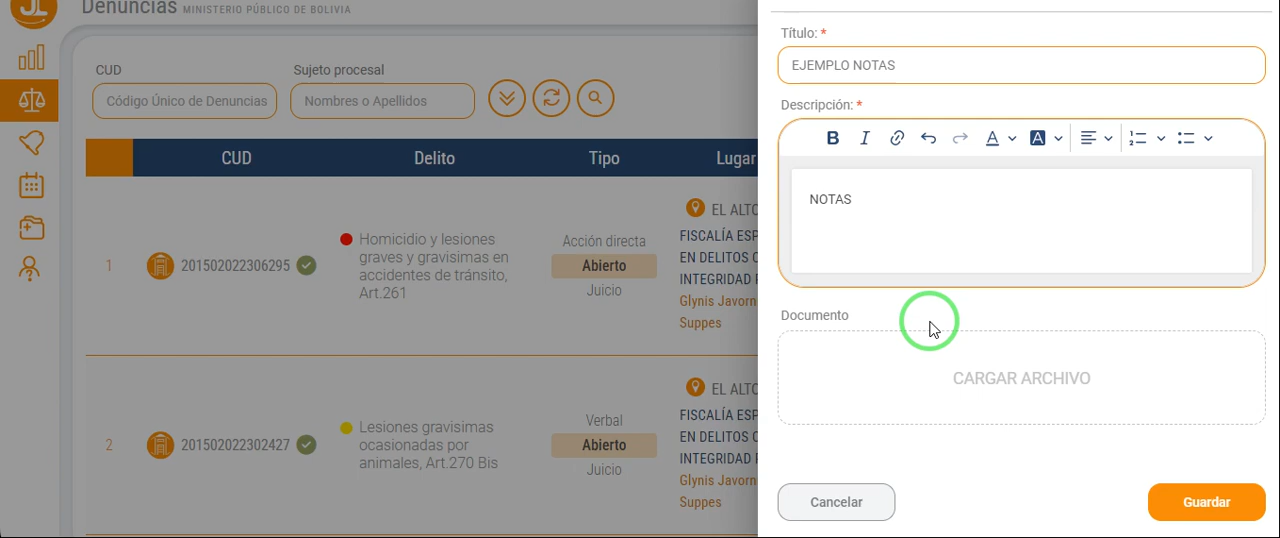 JL
Denuncias MINISTERIO PÚBLICO DE BOLIVIA
CUD
Sujeto procesal
Código Único de Denuncias
Nombres o Apellidos
CUD
Delito
Tipo
Lugar
1
201502022306295
Homicidio y lesiones
graves y gravisimas en
accidentes de tránsito,
Art.261
Acción directa
Abierto
Juicio
EL ALTO
FISCALÍA ESP
EN DELITOS
INTEGRIDAD
Glynis Javorn
Suppes
2
201502022302427
Lesiones gravisimas
ocasionadas por
animales, Art.270 Bis
Verbal
Abierto
Juicio
EL ALTO
FISCALÍA ESP
EN DELITOS
INTEGRIDAD
Glynis Javorn
Suppes
Título: *
EJEMPLO NOTAS
Descripción: *
B I A A
NOTAS
Documento
CARGAR ARCHIVO
Cancelar
Guardar